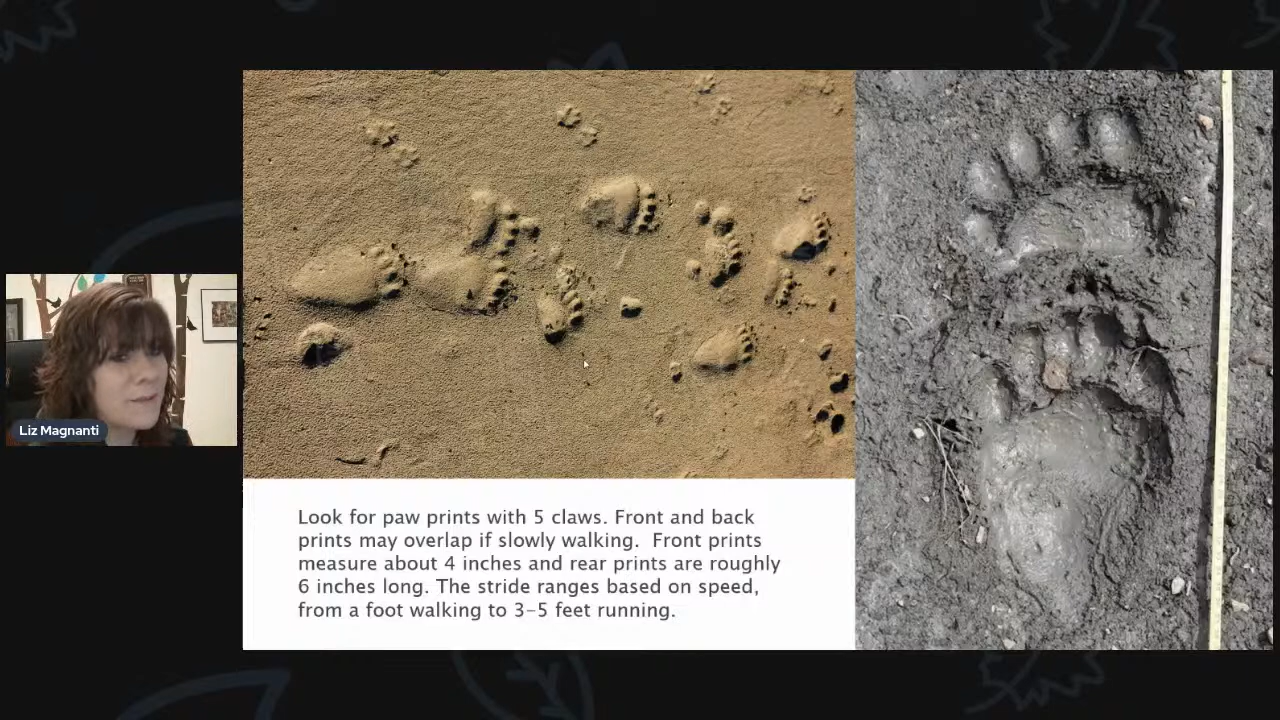 Look for paw prints with 5 claws. Front and back
prints may overlap if slowly walking.  Front prints
measure about 4 inches and rear prints are roughly
6 inches long. The stride ranges based on speed,
from a foot walking to 3–5 feet running.
Liz Magnanti